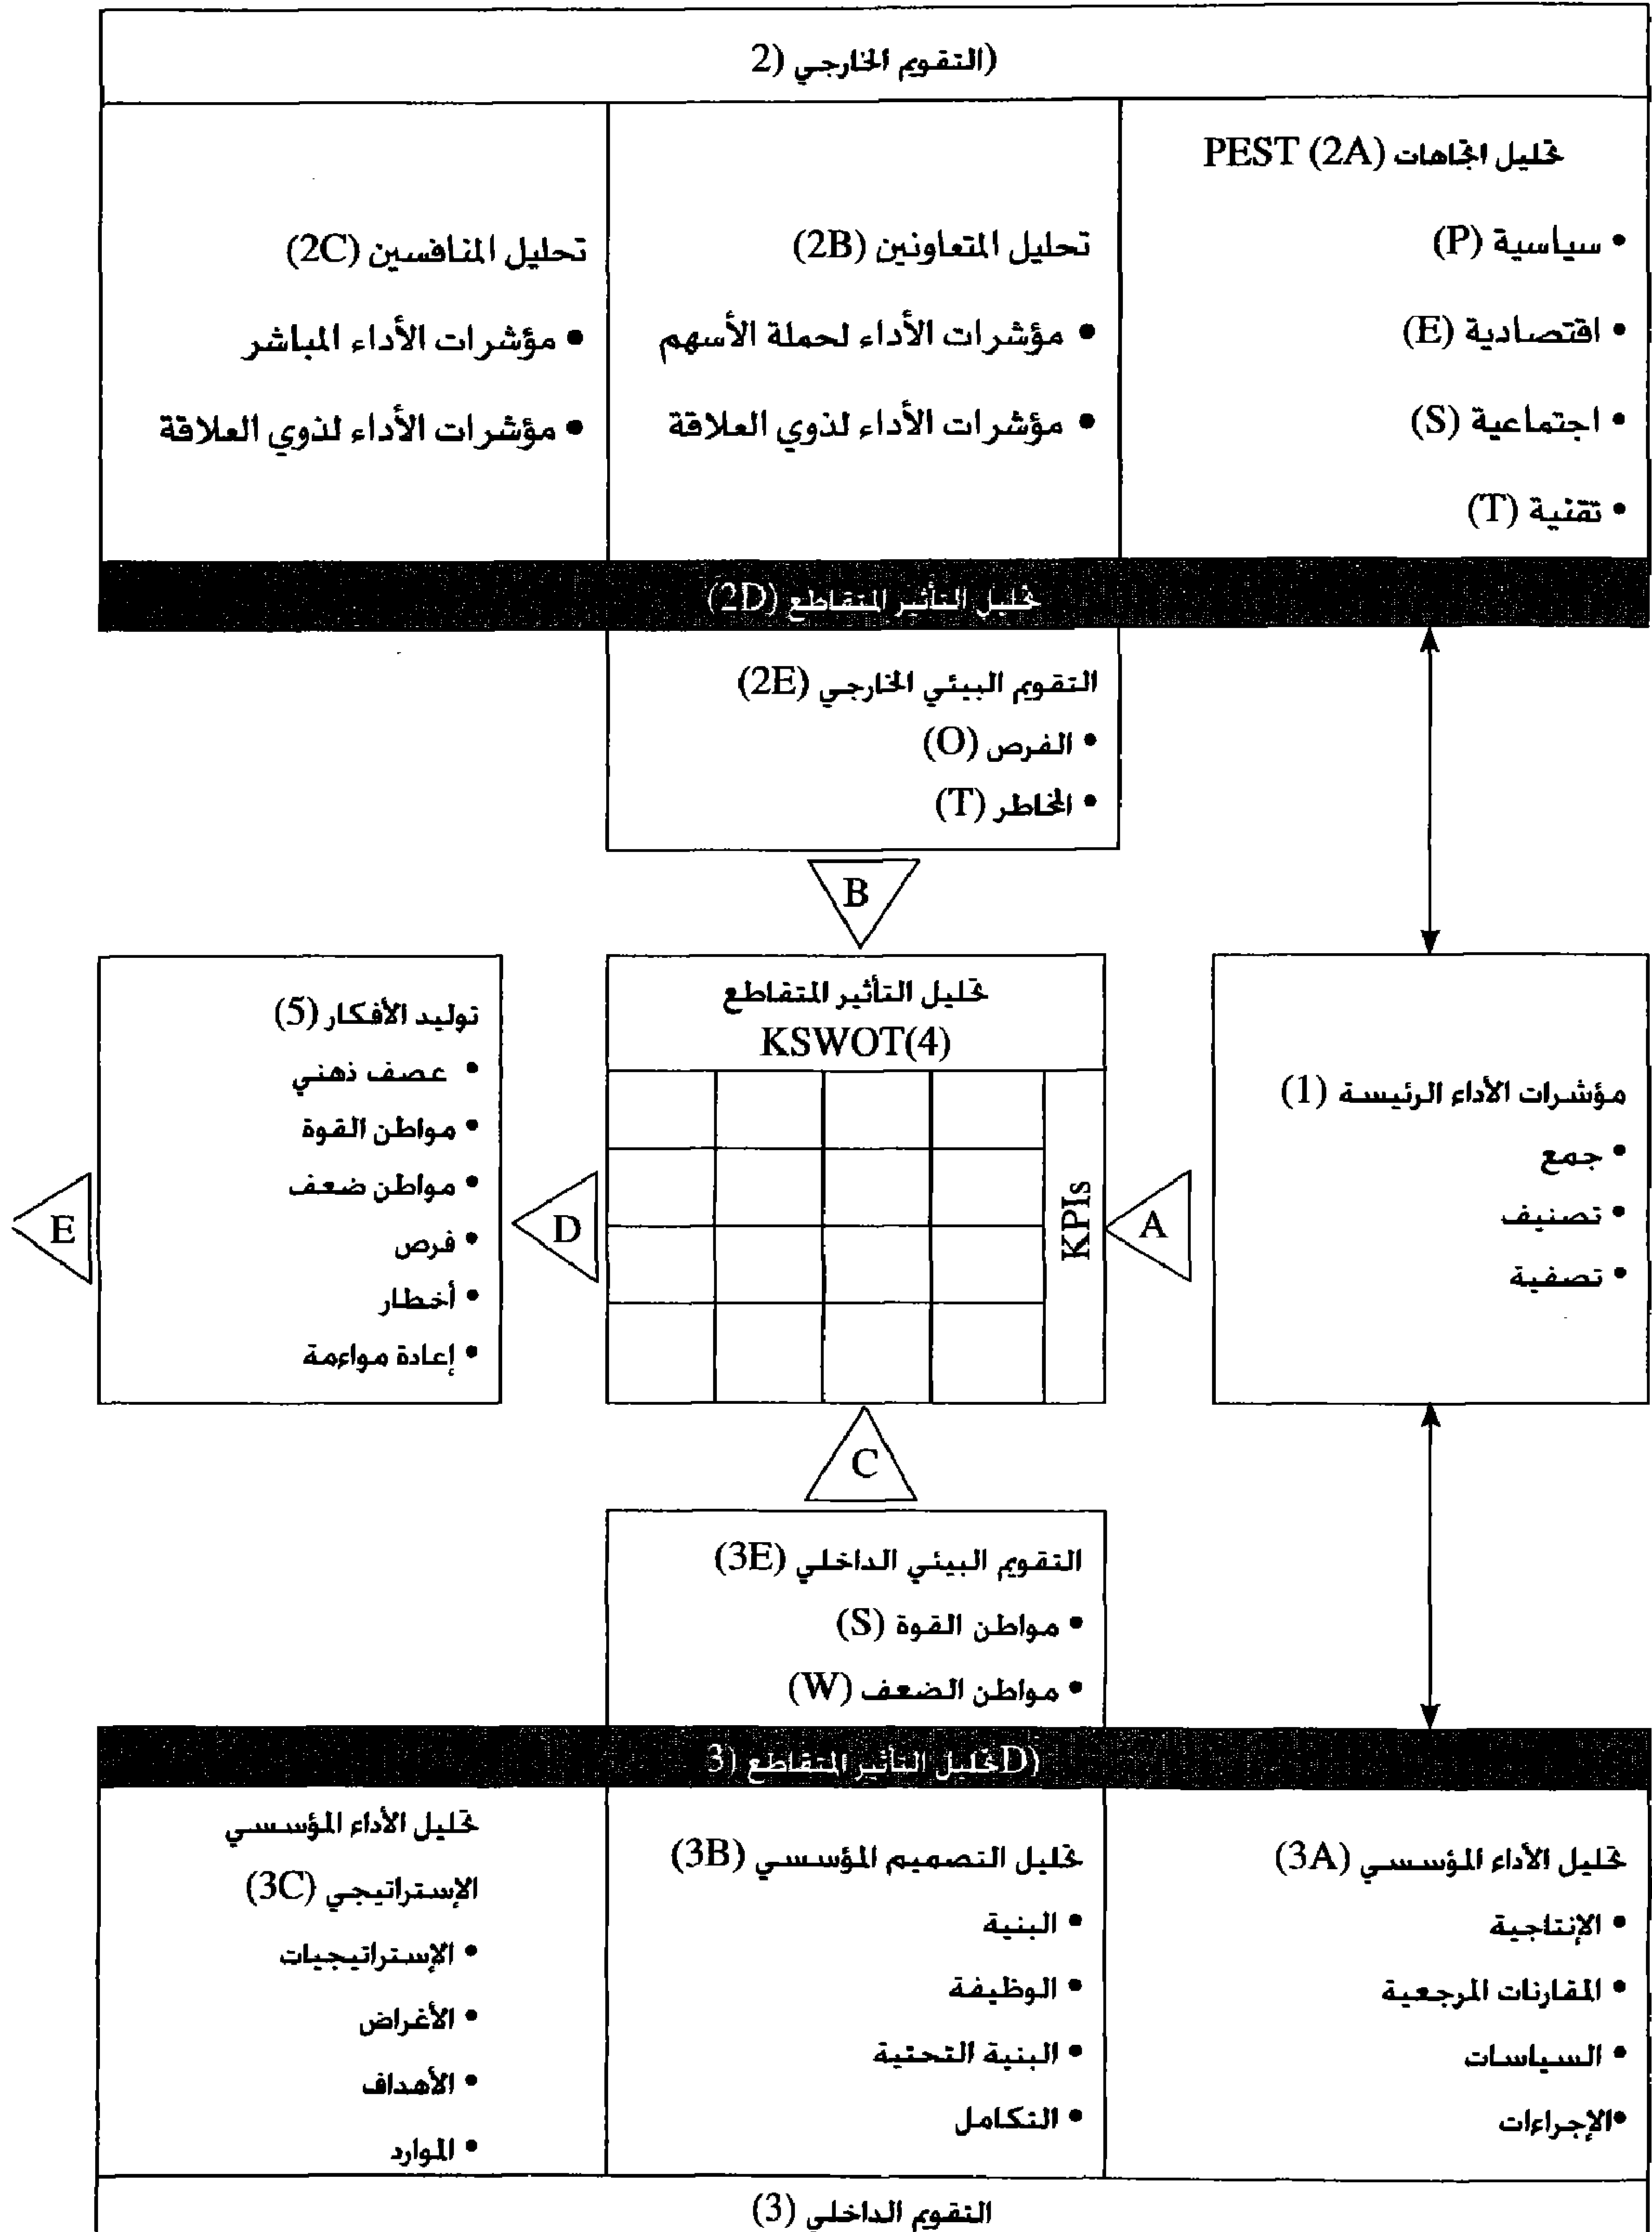 التقويم الخارجي (2)
تحليل اتجاهات PEST (2A)
• سياسية (P)
• اقتصادية (E)
• اجتماعية (S)
• تقنية (T)
تحليل المتعاونين (2B)
• مؤشرات الأداء لحملة الأسهم
• مؤشرات الأداء لذوي العلاقة
تحليل المنافسين (2C)
• مؤشرات الأداء المباشر
• مؤشرات الأداء لذوي العلاقة
تحليل التأثير المتقاطع (2D)
التقويم البيئي الخارجي (2E)
• الفرص (O)
• المخاطر (T)
B
مؤشرات الأداء الرئيسة (1)
• جمع
• تصنيف
• تصفية
A
تحليل التأثير المتقاطع
KSWOT(4)
KPIs
D
توليد الأفكار (5)
• عصف ذهني
• مواطن القوة
• مواطن ضعف
• فرص
• أخطار
• إعادة مواءمة
E
C
التقويم البيئي الداخلي (3E)
• مواطن القوة (S)
• مواطن الضعف (W)
(Dتحليل التأثير المتقاطع (3
تحليل الأداء المؤسسي (3A)
• الإنتاجية
• المقارنات المرجعية
• السياسات
•الإجراءات
تحليل التصميم المؤسسي (3B)
• البنية
• الوظيفة
• البنية التحتية
• التكامل
تحليل الأداء المؤسسي
الإستراتيجي (3C)
• الإستراتيجيات
• الأغراض
• الأهداف
• الموارد
التقويم الداخلي (3)